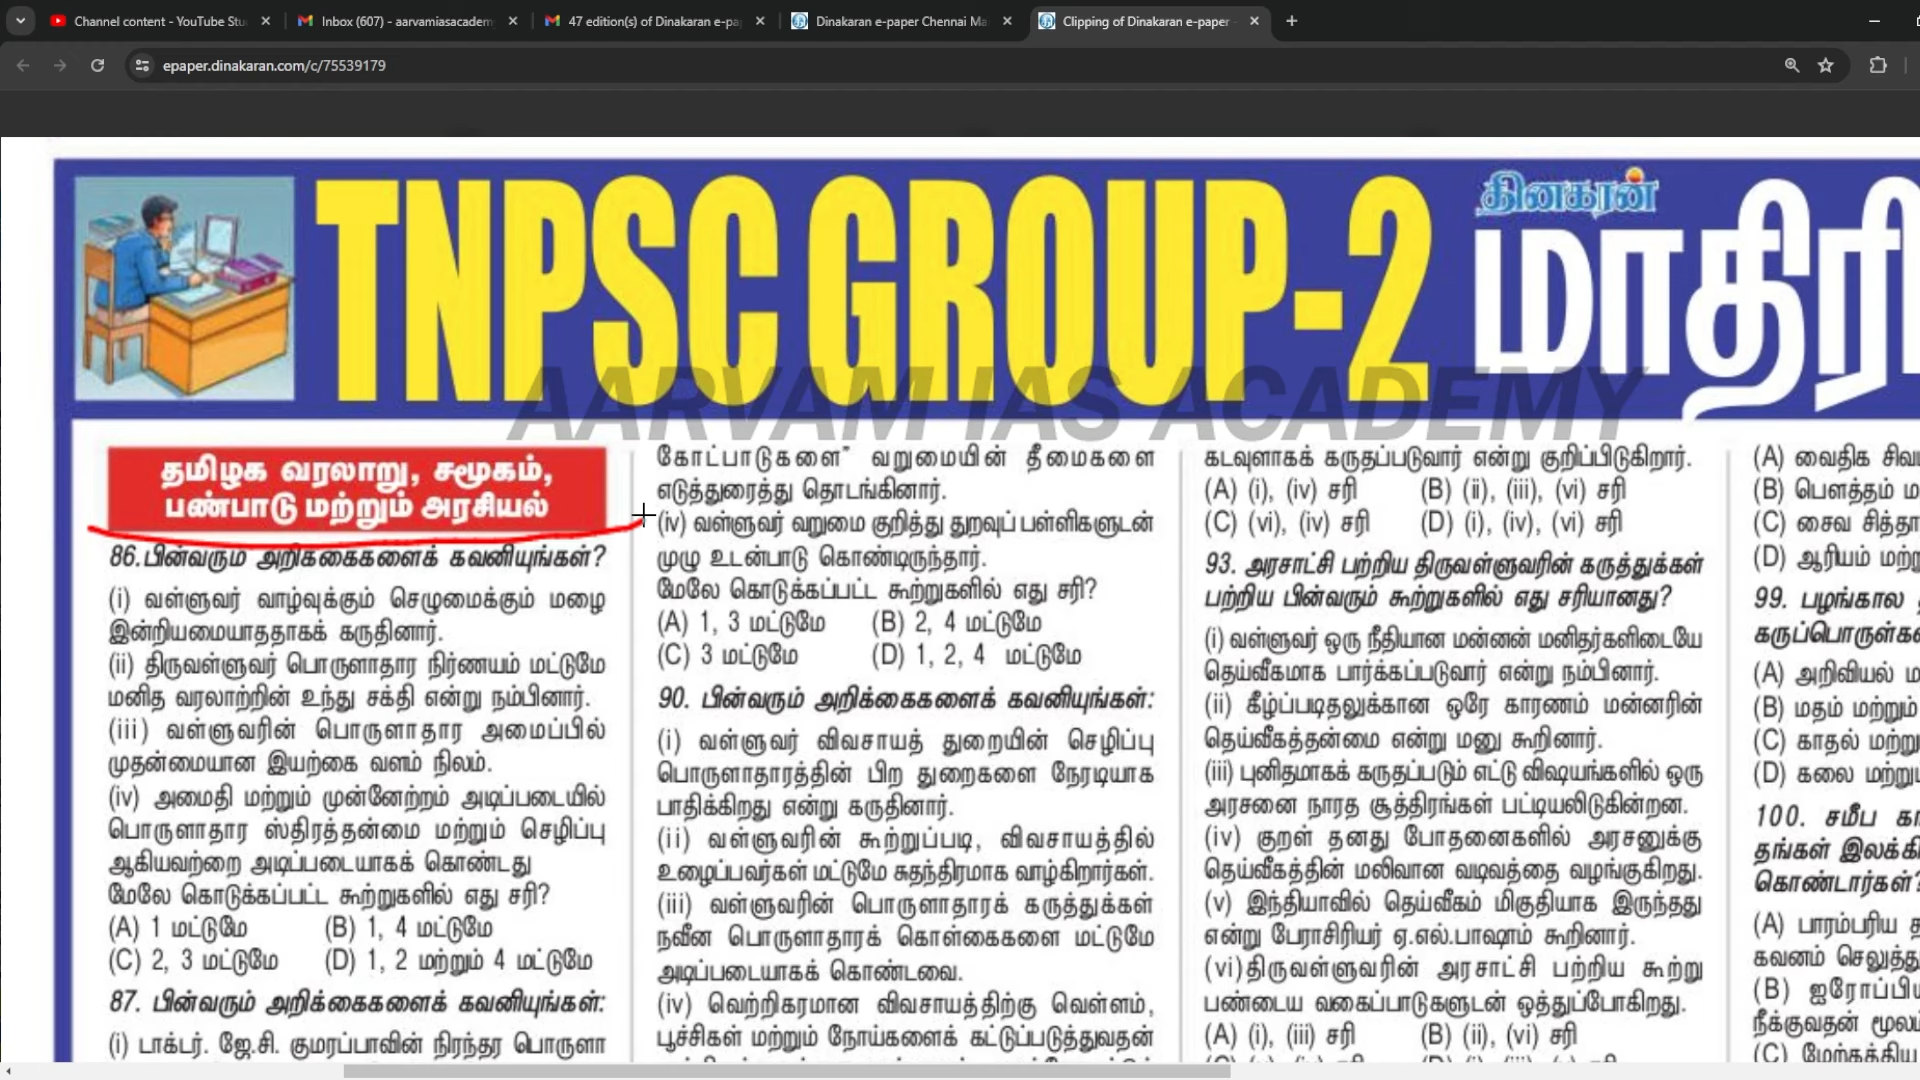 Channel content - YouTube Stu
Inbox (607) - aarvamiasacadem
47 edition(s) of Dinakaran e-pa
Dinakaran e-paper Chennai Ma
Clipping of Dinakaran e-paper -
epaper.dinakaran.com/c/75539179
TNPSC GROUP-2
தினகரன்
மாதிரி
AARVAM IAS ACADEMY
தமிழக வரலாறு, சமூகம்,
பண்பாடு மற்றும் அரசியல்
86.பின்வரும் அறிக்கைகளைக் கவனியுங்கள்?
(i) வள்ளுவர் வாழ்வுக்கும் செழுமைக்கும் மழை
இன்றியமையாததாகக் கருதினார்.
(ii) திருவள்ளுவர் பொருளாதார நிர்ணயம் மட்டுமே
மனித வரலாற்றின் உந்து சக்தி என்று நம்பினார்.
(iii) வள்ளுவரின் பொருளாதார அமைப்பில்
முதன்மையான இயற்கை வளம் நிலம்.
(iv) அமைதி மற்றும் முன்னேற்றம் அடிப்படையில்
பொருளாதார ஸ்திரத்தன்மை மற்றும் செழிப்பு
ஆகியவற்றை அடிப்படையாகக் கொண்டது
மேலே கொடுக்கப்பட்ட கூற்றுகளில் எது சரி?
(A) 1 மட்டுமே (B) 1, 4 மட்டுமே
(C) 2, 3 மட்டுமே (D) 1, 2 மற்றும் 4 மட்டுமே
87. பின்வரும் அறிக்கைகளைக் கவனியுங்கள்:
(i) டாக்டர். ஜே.சி. குமரப்பாவின் நிரந்தர பொருளா
கோட்பாடுகளை" வறுமையின் தீமைகளை
எடுத்துரைத்து தொடங்கினார்.
(iv) வள்ளுவர் வறுமை குறித்து துறவுப் பள்ளிகளுடன்
முழு உடன்பாடு கொண்டிருந்தார்.
மேலே கொடுக்கப்பட்ட கூற்றுகளில் எது சரி?
(A) 1, 3 மட்டுமே (B) 2, 4 மட்டுமே
(C) 3 மட்டுமே (D) 1, 2, 4 மட்டுமே
90. பின்வரும் அறிக்கைகளைக் கவனியுங்கள்:
(i) வள்ளுவர் விவசாயத் துறையின் செழிப்பு
பொருளாதாரத்தின் பிற துறைகளை நேரடியாக
பாதிக்கிறது என்று கருதினார்.
(ii) வள்ளுவரின் கூற்றுப்படி, விவசாயத்தில்
உழைப்பவர்கள் மட்டுமே சுதந்திரமாக வாழ்கிறார்கள்.
(iii) வள்ளுவரின் பொருளாதாரக் கருத்துக்கள்
நவீன பொருளாதாரக் கொள்கைகளை மட்டுமே
அடிப்படையாகக் கொண்டவை.
(iv) வெற்றிகரமான விவசாயத்திற்கு வெள்ளம்,
பூச்சிகள் மற்றும் நோய்களைக் கட்டுப்படுத்துவதன்
கடவுளாகக் கருதப்படுவார் என்று குறிப்பிடுகிறார்.
(A) (i), (iv) சரி (B) (ii), (iii), (vi) சரி
(C) (vi), (iv) சரி (D) (i), (iv), (vi) சரி
93. அரசாட்சி பற்றிய திருவள்ளுவரின் கருத்துக்கள்
பற்றிய பின்வரும் கூற்றுகளில் எது சரியானது?
(i) வள்ளுவர் ஒரு நீதியான மன்னன் மனிதர்களிடையே
தெய்வீகமாக பார்க்கப்படுவார் என்று நம்பினார்.
(ii) கீழ்ப்படிதலுக்கான ஒரே காரணம் மன்னரின்
தெய்வீகத்தன்மை என்று மனு கூறினார்.
(iii) புனிதமாகக் கருதப்படும் எட்டு விஷயங்களில் ஒரு
அரசனை நாரத சூத்திரங்கள் பட்டியலிடுகின்றன.
(iv) குறள் தனது போதனைகளில் அரசனுக்கு
தெய்வீகத்தின் மலிவான வடிவத்தை வழங்குகிறது.
(v) இந்தியாவில் தெய்வீகம் மிகுதியாக இருந்தது
என்று பேராசிரியர் ஏ.எல்.பாஷாம் கூறினார்.
(vi)திருவள்ளுவரின் அரசாட்சி பற்றிய கூற்று
பண்டைய வகைப்பாடுகளுடன் ஒத்துப்போகிறது.
(A) (i), (iii) சரி (B) (ii), (vi) சரி
(A) வைதிக சிவ
(B) பௌத்தம் ம
(C) சைவ சித்தா
(D) ஆரியம் மற்று
99. பழங்கால
கருப்பொருள்க
(A) அறிவியல் ம
(B) மதம் மற்றும்
(C) காதல் மற்று
(D) கலை மற்று
100. சமீப கா
தங்கள் இலக்கி
கொண்டார்கள்?
(A) பாரம்பரிய
கவனம் செலுத்து
(B) ஐரோப்பி
நீக்குவதன் மூல
(C) மேற்கத்திய